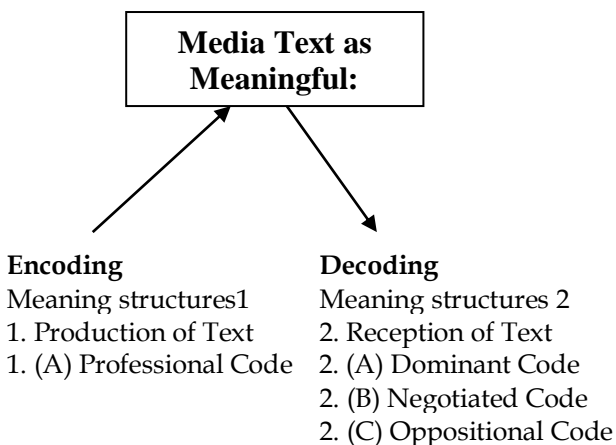 Media Text as
Meaningful:
Encoding
Meaning structures1
1. Production of Text
1. (A) Professional Code
Decoding
Meaning structures 2
2. Reception of Text
2. (A) Dominant Code
2. (B) Negotiated Code
2. (C) Oppositional Code